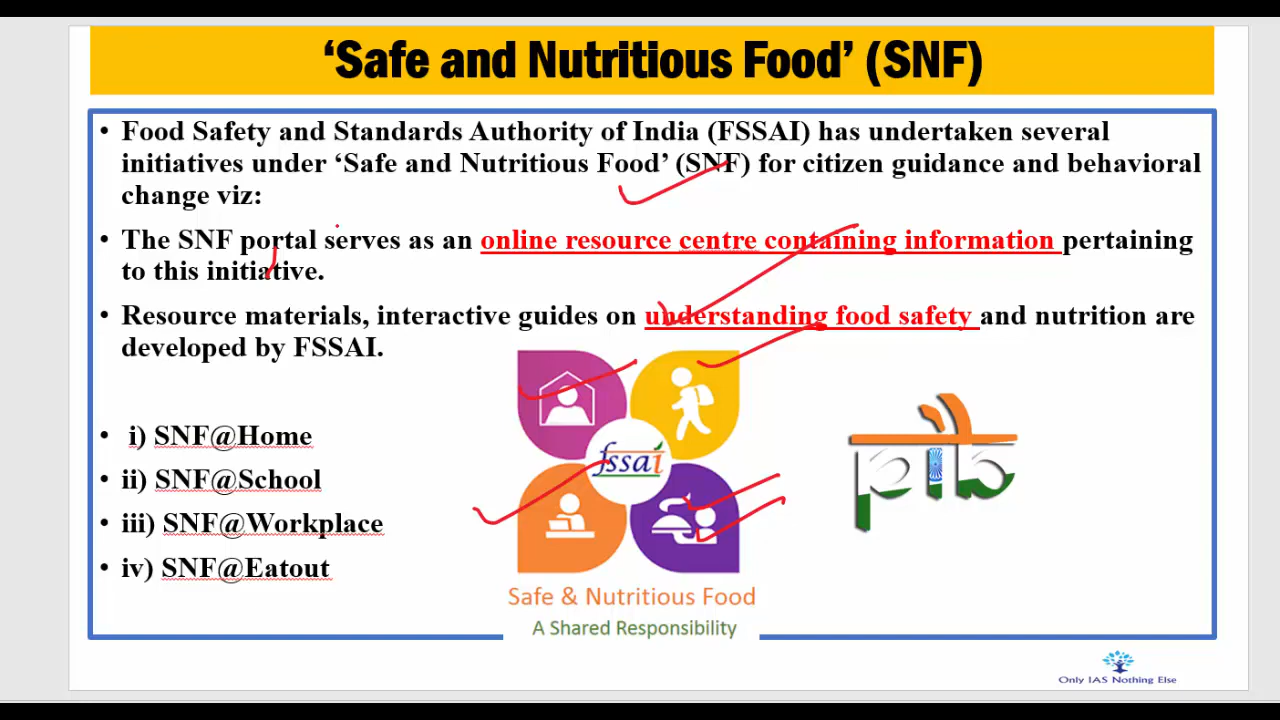 ‘Safe and Nutritious Food’ (SNF)
• Food Safety and Standards Authority of India (FSSAI) has undertaken several
initiatives under ‘Safe and Nutritious Food’ (SNF) for citizen guidance and behavioral
change viz:
• The SNF portal serves as an online resource centre containing information pertaining
to this initiative.
• Resource materials, interactive guides on understanding food safety and nutrition are
developed by FSSAI.
• i) SNF@Home
• ii) SNF@School
• iii) SNF@Workplace
• iv) SNF@Eatout
fssai
Safe & Nutritious Food
A Shared Responsibility
pib
Only IAS Nothing Else